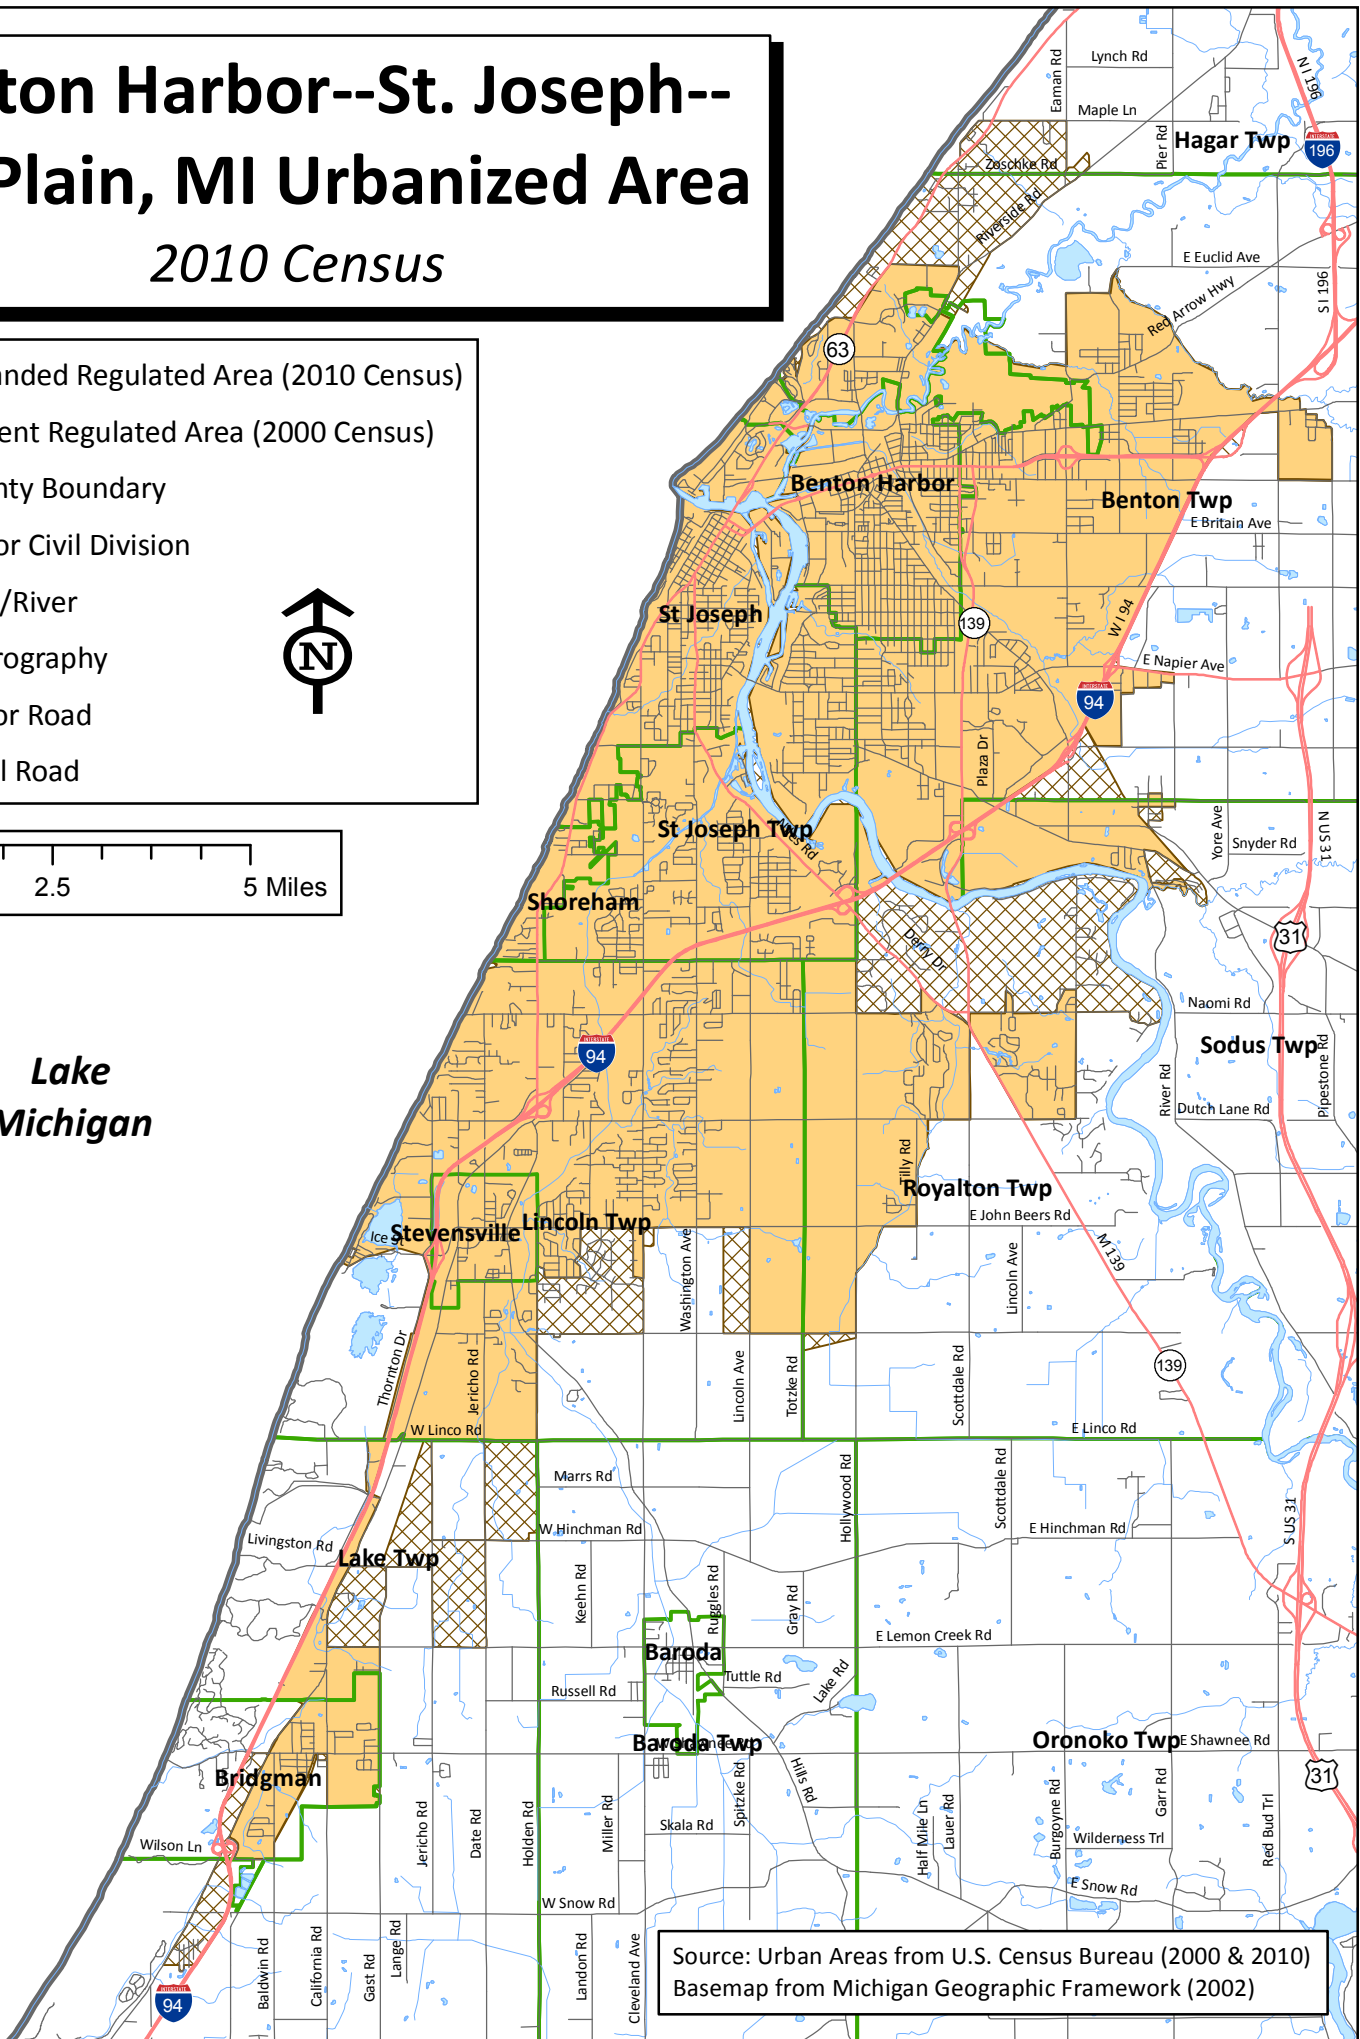 ton Harbor--St. Joseph--
Plain, MI Urbanized Area
2010 Census
nded Regulated Area (2010 Census)
ent Regulated Area (2000 Census)
nty Boundary
or Civil Division
/River
rography
or Road
l Road
N
2.5
5 Miles
Lake
Michigan
Eaman Rd
Lynch Rd
Maple Ln
Pier Rd
Hagar Twp
N I 196
INTERSTATE
196
Zoschke Rd
Riverside Rd
E Euclid Ave
Red Arrow Hwy
S I 196
63
Benton Harbor
Benton Twp
E Britain Ave
St Joseph
139
W I 94
E Napier Ave
INTERSTATE
94
Plaza Dr
St Joseph Twp
Niles Rd
Yore Ave
Snyder Rd
N US 31
Shoreham
Derry Dr
31
Naomi Rd
Sodus Twp
Pipestone Rd
INTERSTATE
94
River Rd
Dutch Lane Rd
Tilly Rd
Royalton Twp
E John Beers Rd
Stevensville
Lincoln Twp
Ice St
Washington Ave
Lincoln Ave
M 139
Thornton Dr
Jericho Rd
Lincoln Ave
Totzke Rd
Scottdale Rd
139
W Linco Rd
E Linco Rd
Marrs Rd
Hollywood Rd
Scottdale Rd
Livingston Rd
W Hinchman Rd
E Hinchman Rd
S US 31
Lake Twp
Keehn Rd
Ruggles Rd
Gray Rd
E Lemon Creek Rd
Baroda
Tuttle Rd
Lake Rd
Russell Rd
Baroda Twp
W Shawnee Rd
Oronoko Twp
E Shawnee Rd
Bridgman
Hills Rd
Spitzke Rd
31
Wilson Ln
Jericho Rd
Date Rd
Holden Rd
Miller Rd
Skala Rd
Half Mile Ln
Lauer Rd
Burgoyne Rd
Garr Rd
Wilderness Trl
Red Bud Trl
W Snow Rd
E Snow Rd
Baldwin Rd
California Rd
Gast Rd
Lange Rd
Landon Rd
Cleveland Ave
INTERSTATE
94
Source: Urban Areas from U.S. Census Bureau (2000 & 2010)
Basemap from Michigan Geographic Framework (2002)